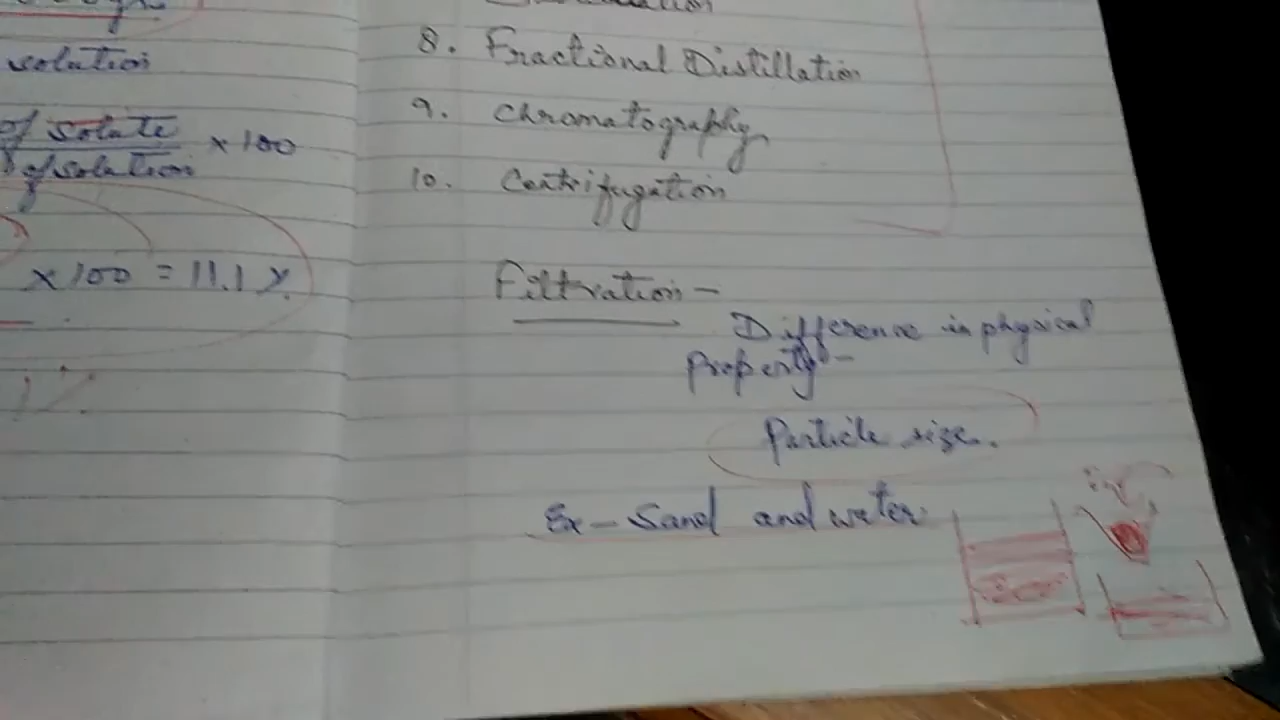 solution
of solute
of solution
× 100
× 100 = 11.1 %
8. Fractional Distillation
9. Chromatography
10. Centrifugation
Filtration -
Difference in physical
Property -
Particle size.
Ex - Sand and water